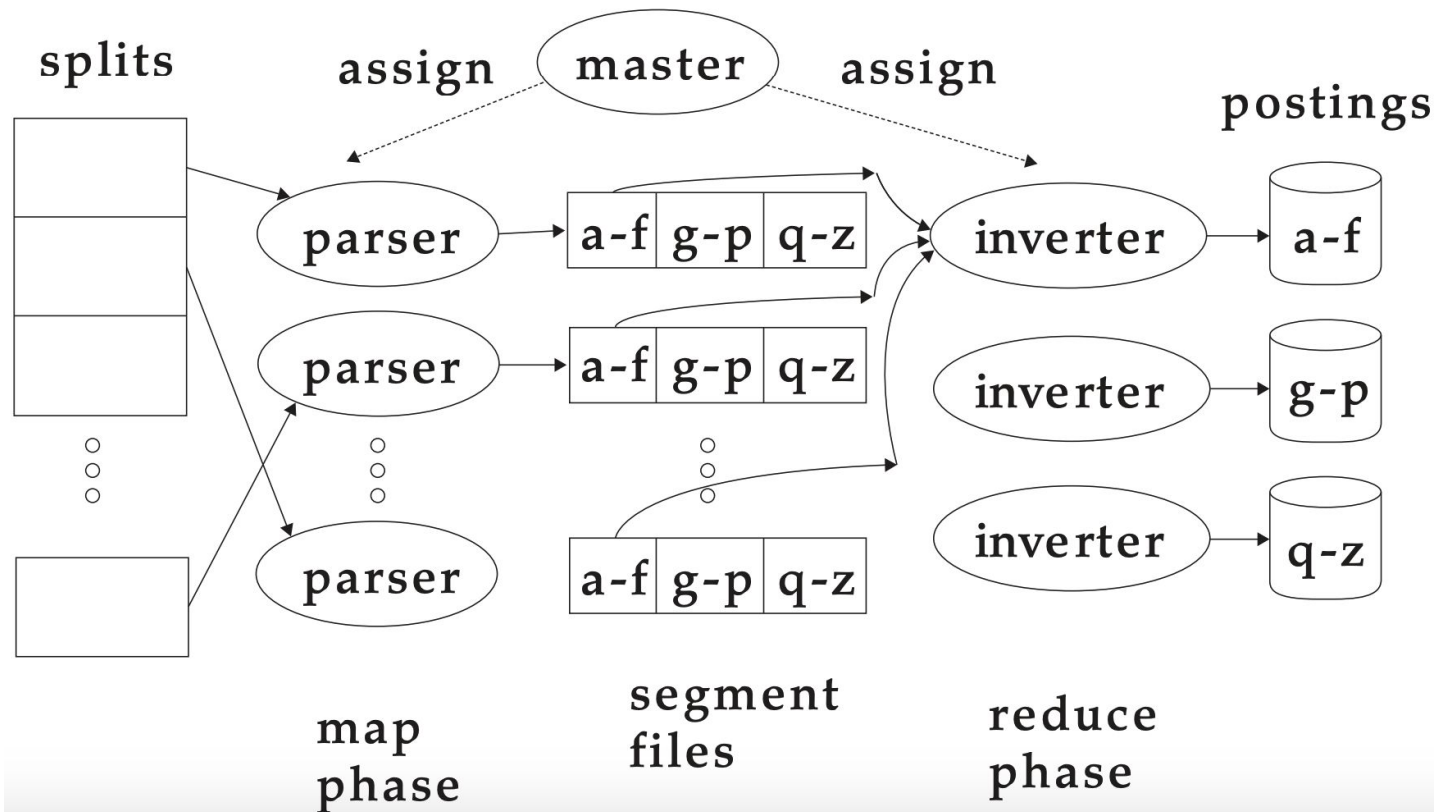 splits
assign
master
assign
postings
parser
a-f
g-p
q-z
inverter
a-f
parser
a-f
g-p
q-z
inverter
g-p
parser
a-f
g-p
q-z
inverter
q-z
map
phase
segment
files
reduce
phase